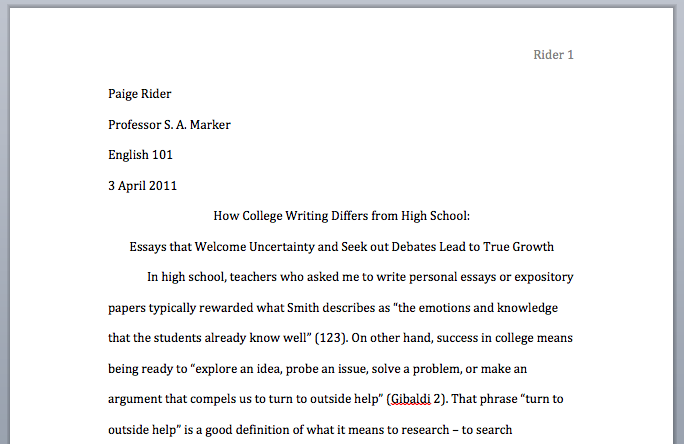 Rider 1
Paige Rider
Professor S. A. Marker
English 101
3 April 2011
How College Writing Differs from High School:
Essays that Welcome Uncertainty and Seek out Debates Lead to True Growth
In high school, teachers who asked me to write personal essays or expository
papers typically rewarded what Smith describes as “the emotions and knowledge
that the students already know well” (123). On other hand, success in college means
being ready to “explore an idea, probe an issue, solve a problem, or make an
argument that compels us to turn to outside help” (Gibaldi 2). That phrase “turn to
outside help” is a good definition of what it means to research – to search